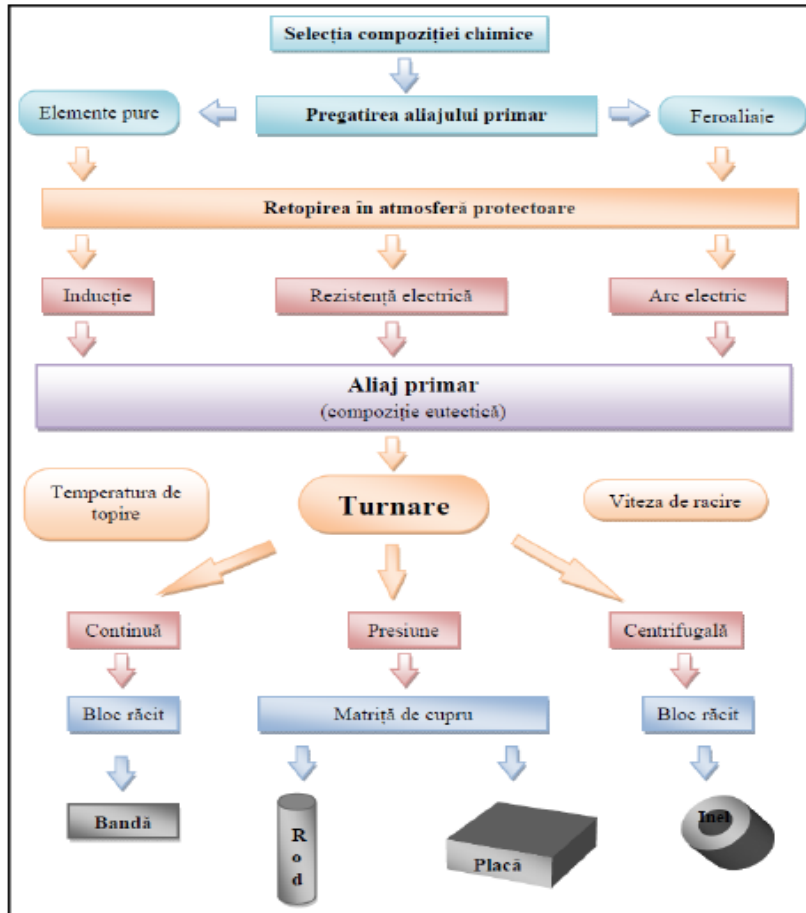 Selecția compoziției chimice
Elemente pure
Pregatirea aliajului primar
Feroaliaje
Retopirea în atmosferă protectoare
Inducție
Rezistență electrică
Arc electric
Aliaj primar
(compoziție eutectică)
Temperatura de
topire
Turnare
Viteza de racire
Continuă
Presiune
Centrifugală
Bloc răcit
Matriță de cupru
Bloc răcit
Bandă
Rod
Placă
Inel